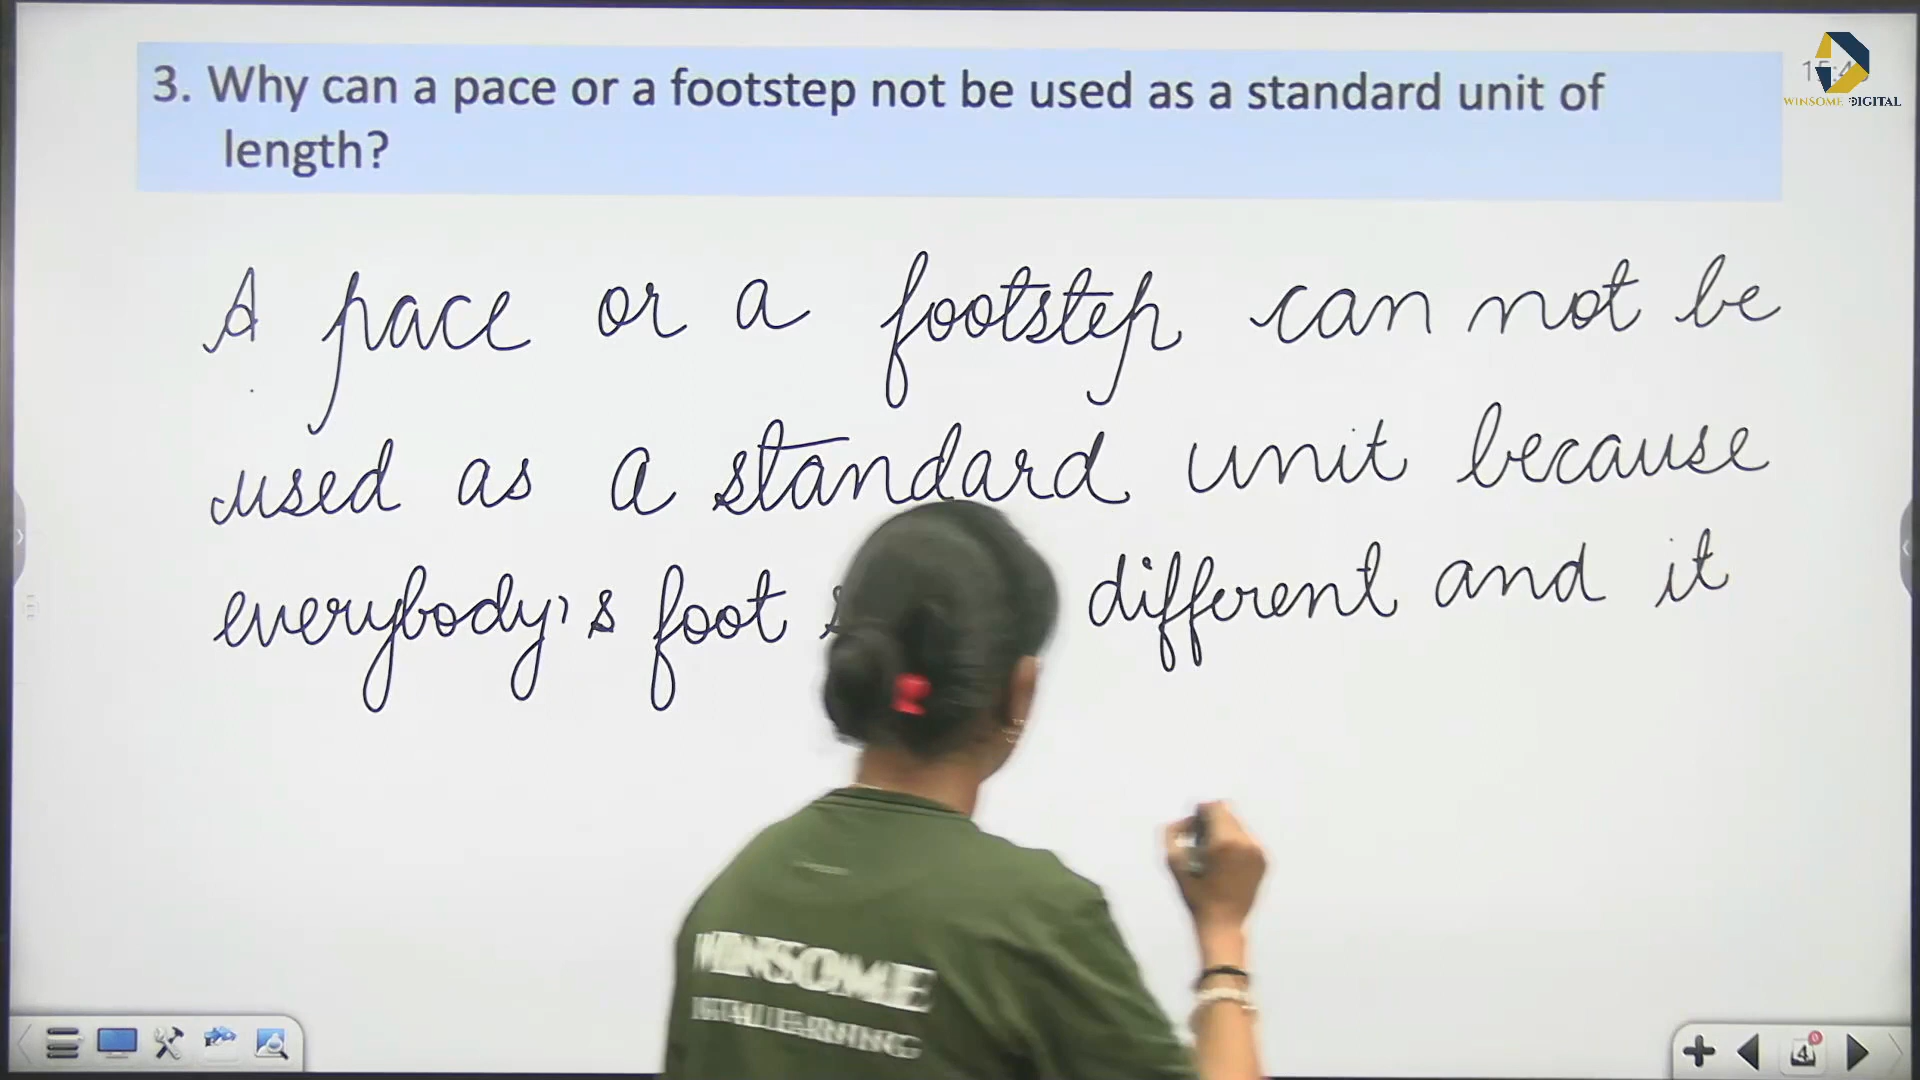 3. Why can a pace or a footstep not be used as a standard unit of
length?
WINSOME DIGITAL
A pace or a footstep can not be
used as a standard unit because
everybody's foot different and it
WINSOME
4